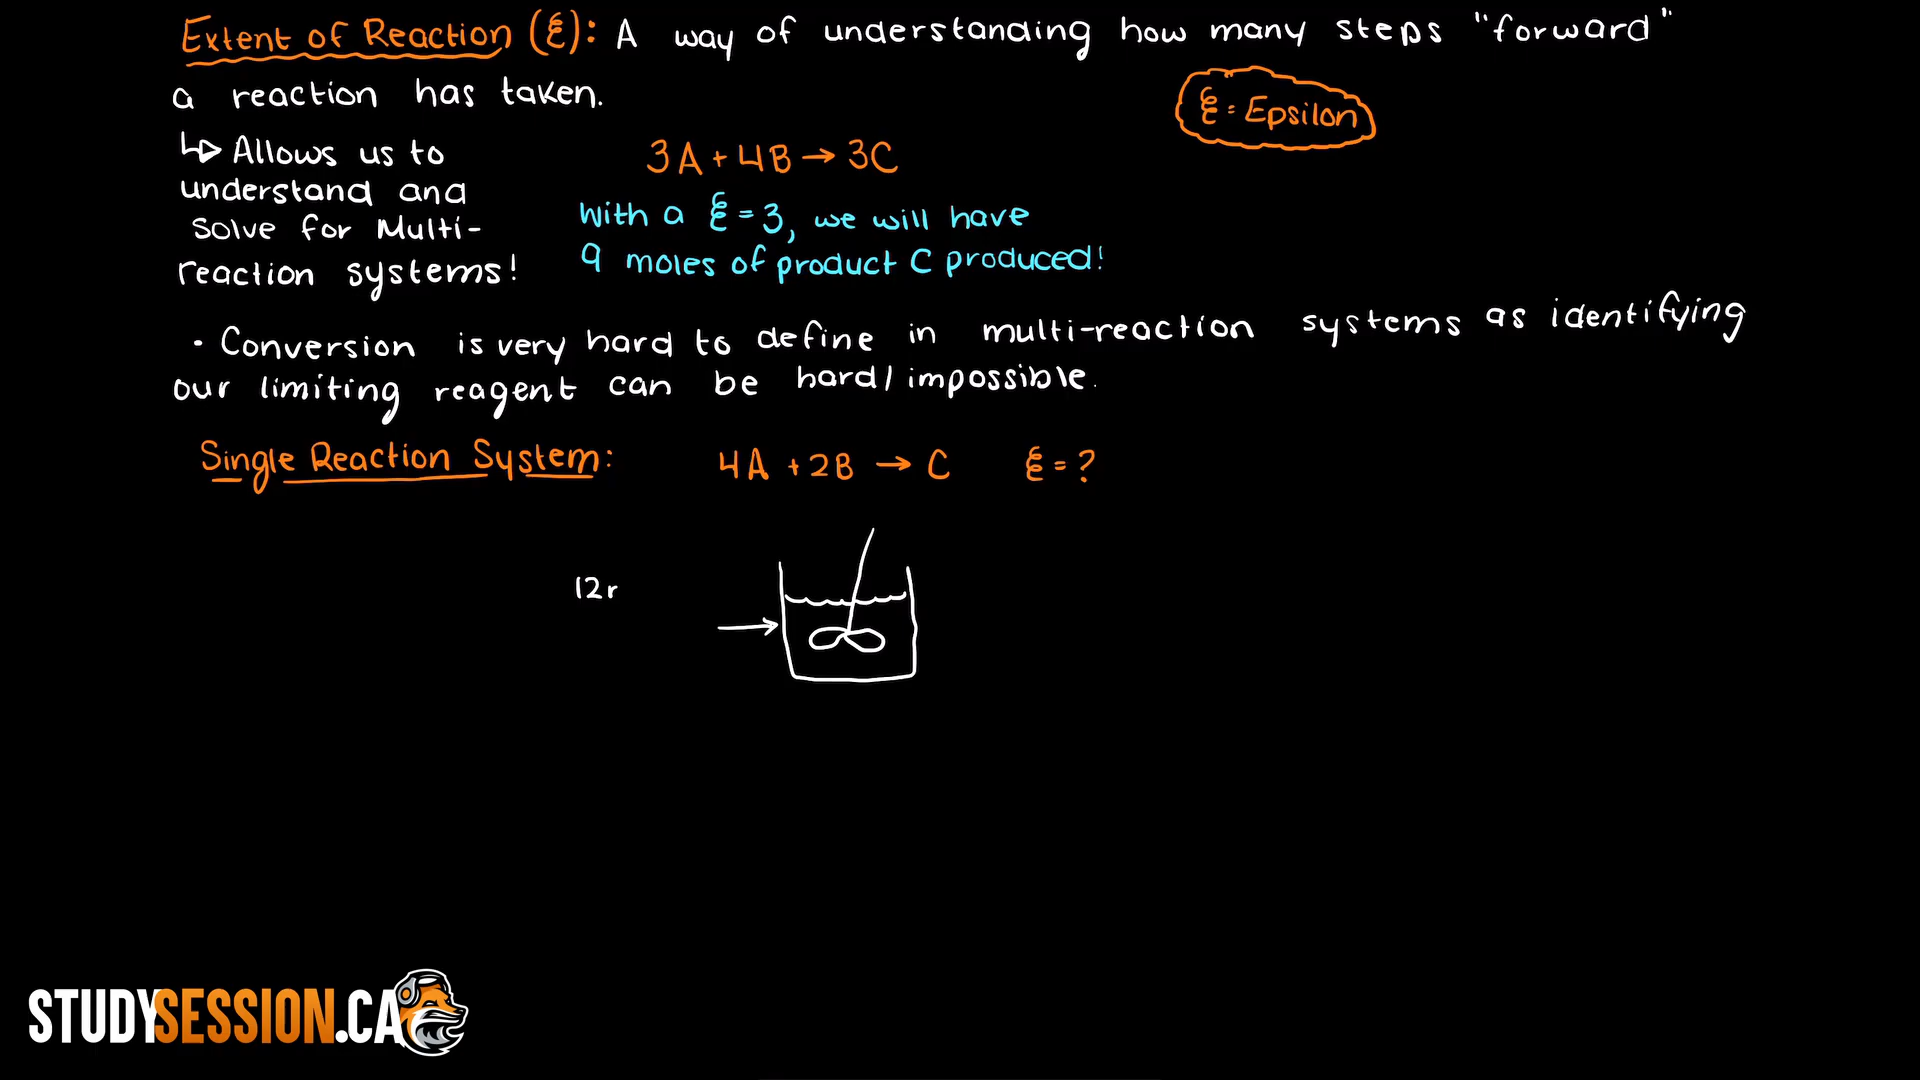 Extent of Reaction (ξ): A way of understanding how many steps "forward"
a reaction has taken.
ξ = Epsilon
↳ Allows us to
understand and
solve for Multi-
reaction systems!
3A + 4B → 3C
with a ξ = 3, we will have
9 moles of product C produced!
• Conversion is very hard to define in multi-reaction systems as identifying
our limiting reagent can be hard/impossible.
Single Reaction System: 4A + 2B → C ξ = ?
12r
STUDYSESSION.CA